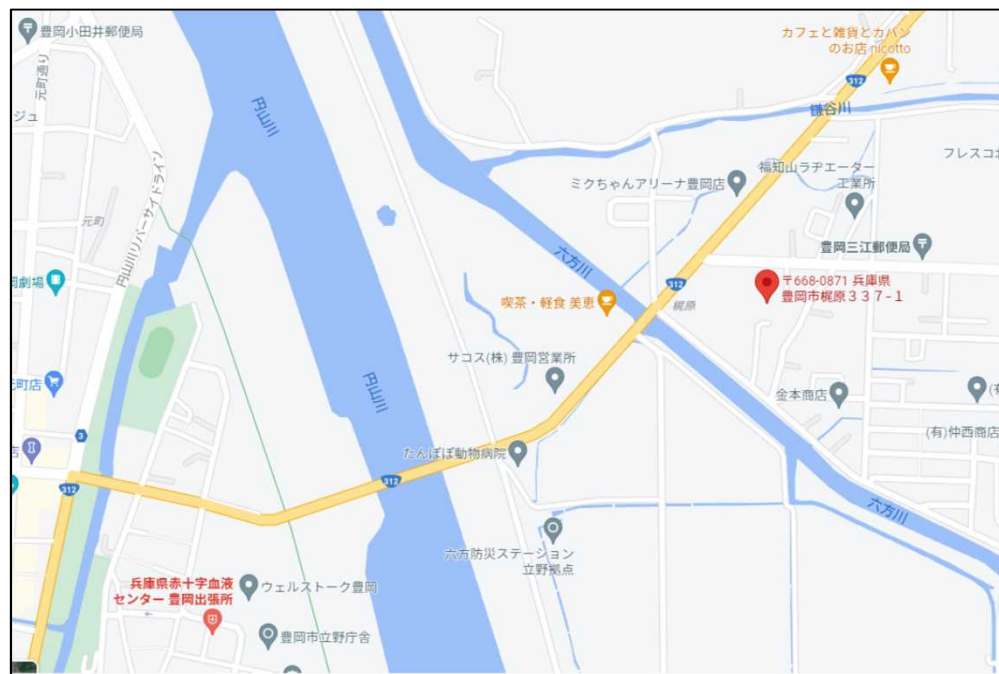 豊岡小田井郵便局
カフェと雑貨とカバン
のお店 nicotto
元町通り
円山川
312
鎌谷川
ジュ
フレスコ
福知山ラヂエーター
工業所
ミクちゃんアリーナ豊岡店
円山川リバーサイドライン
元町
豊岡三江郵便局
六方川
岡劇場
312
〒668-0871 兵庫県
豊岡市梶原337-1
喫茶・軽食 美恵
梶原
サコス(株) 豊岡営業所
円山川
元町店
金本商店
(有
(有)仲西商店
3
店
たんぽぽ動物病院
312
312
六方川
六方防災ステーション
立野拠点
兵庫県赤十字血液
センター 豊岡出張所
ウェルストーク豊岡
豊岡市立野庁舎